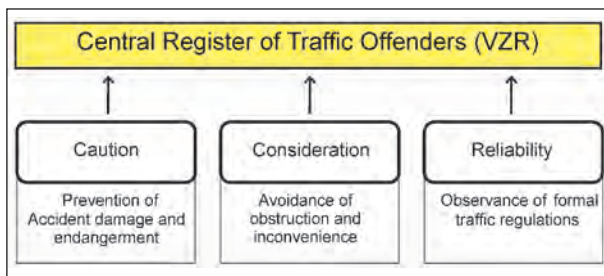 Central Register of Traffic Offenders (VZR)
Caution
Consideration
Reliability
Prevention of
Accident damage and
endangerment
Avoidance of
obstruction and
inconvenience
Observance of formal
traffic regulations